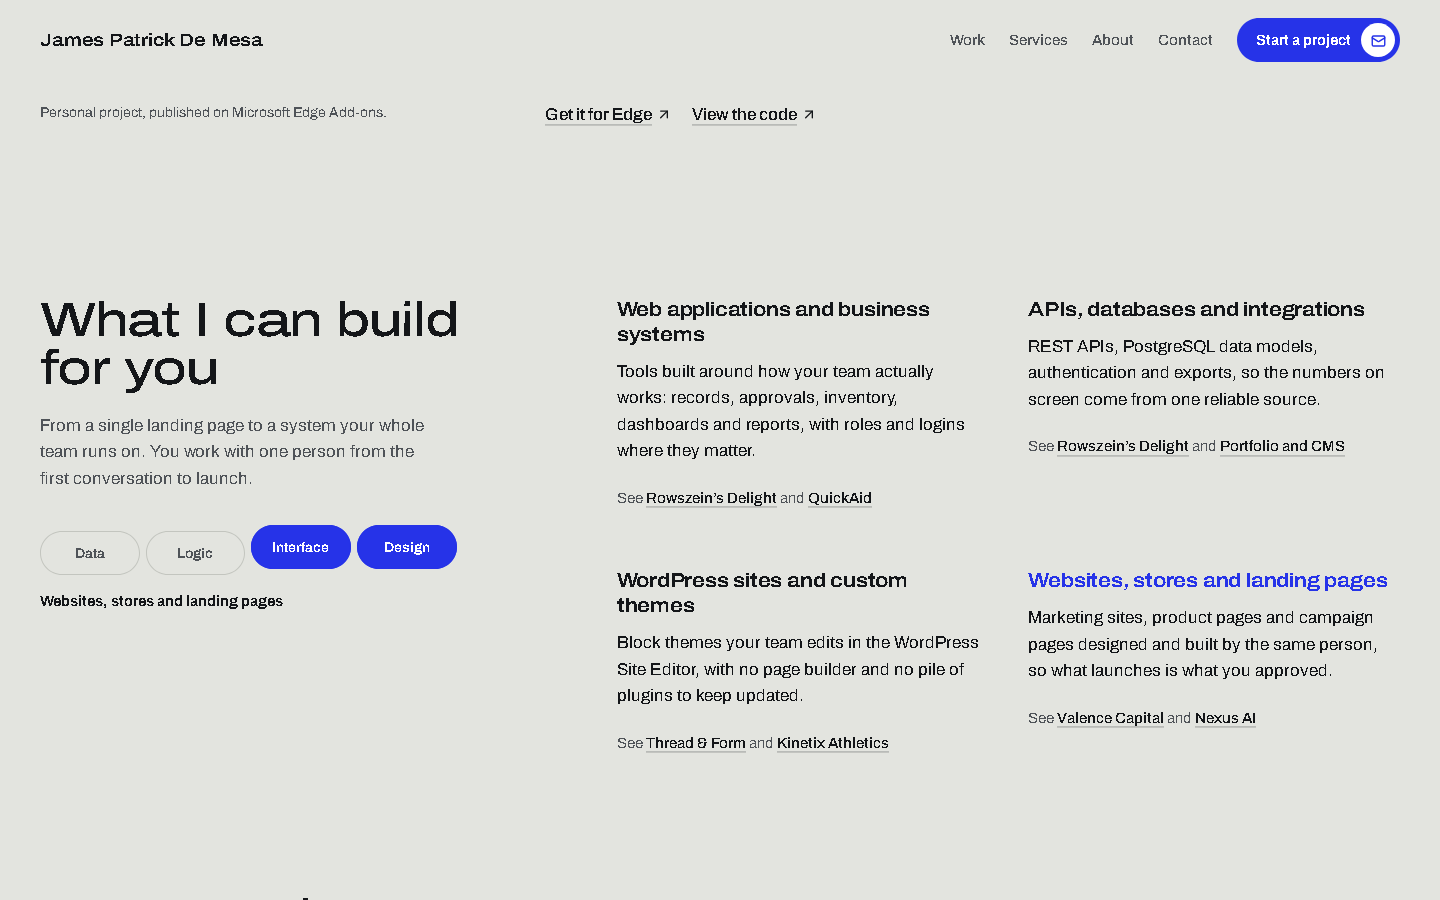 James Patrick De Mesa
Work
Services
About
Contact
Start a project
Personal project, published on Microsoft Edge Add-ons.
Get it for Edge
View the code
What I can build
for you
From a single landing page to a system your whole
team runs on. You work with one person from the
first conversation to launch.
Data
Logic
Interface
Design
Websites, stores and landing pages
Web applications and business
systems
Tools built around how your team actually
works: records, approvals, inventory,
dashboards and reports, with roles and logins
where they matter.
See Rowszein’s Delight and QuickAid
APIs, databases and integrations
REST APIs, PostgreSQL data models,
authentication and exports, so the numbers on
screen come from one reliable source.
See Rowszein’s Delight and Portfolio and CMS
WordPress sites and custom
themes
Block themes your team edits in the WordPress
Site Editor, with no page builder and no pile of
plugins to keep updated.
See Thread & Form and Kinetix Athletics
Websites, stores and landing pages
Marketing sites, product pages and campaign
pages designed and built by the same person,
so what launches is what you approved.
See Valence Capital and Nexus AI